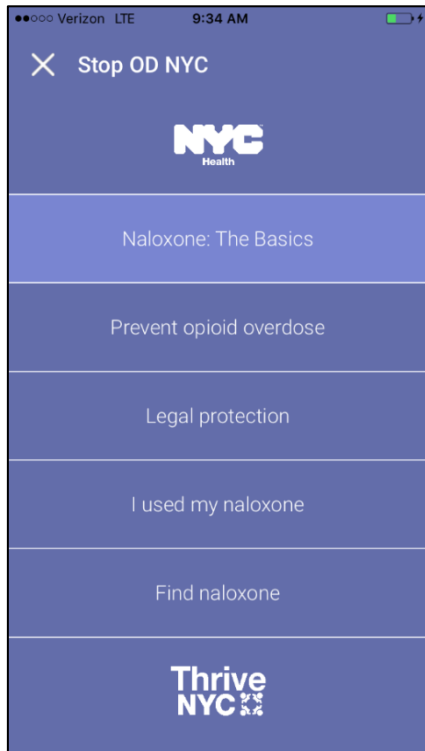 Verizon LTE 9:34 AM
Stop OD NYC
NYC
Health
Naloxone: The Basics
Prevent opioid overdose
Legal protection
I used my naloxone
Find naloxone
Thrive
NYC